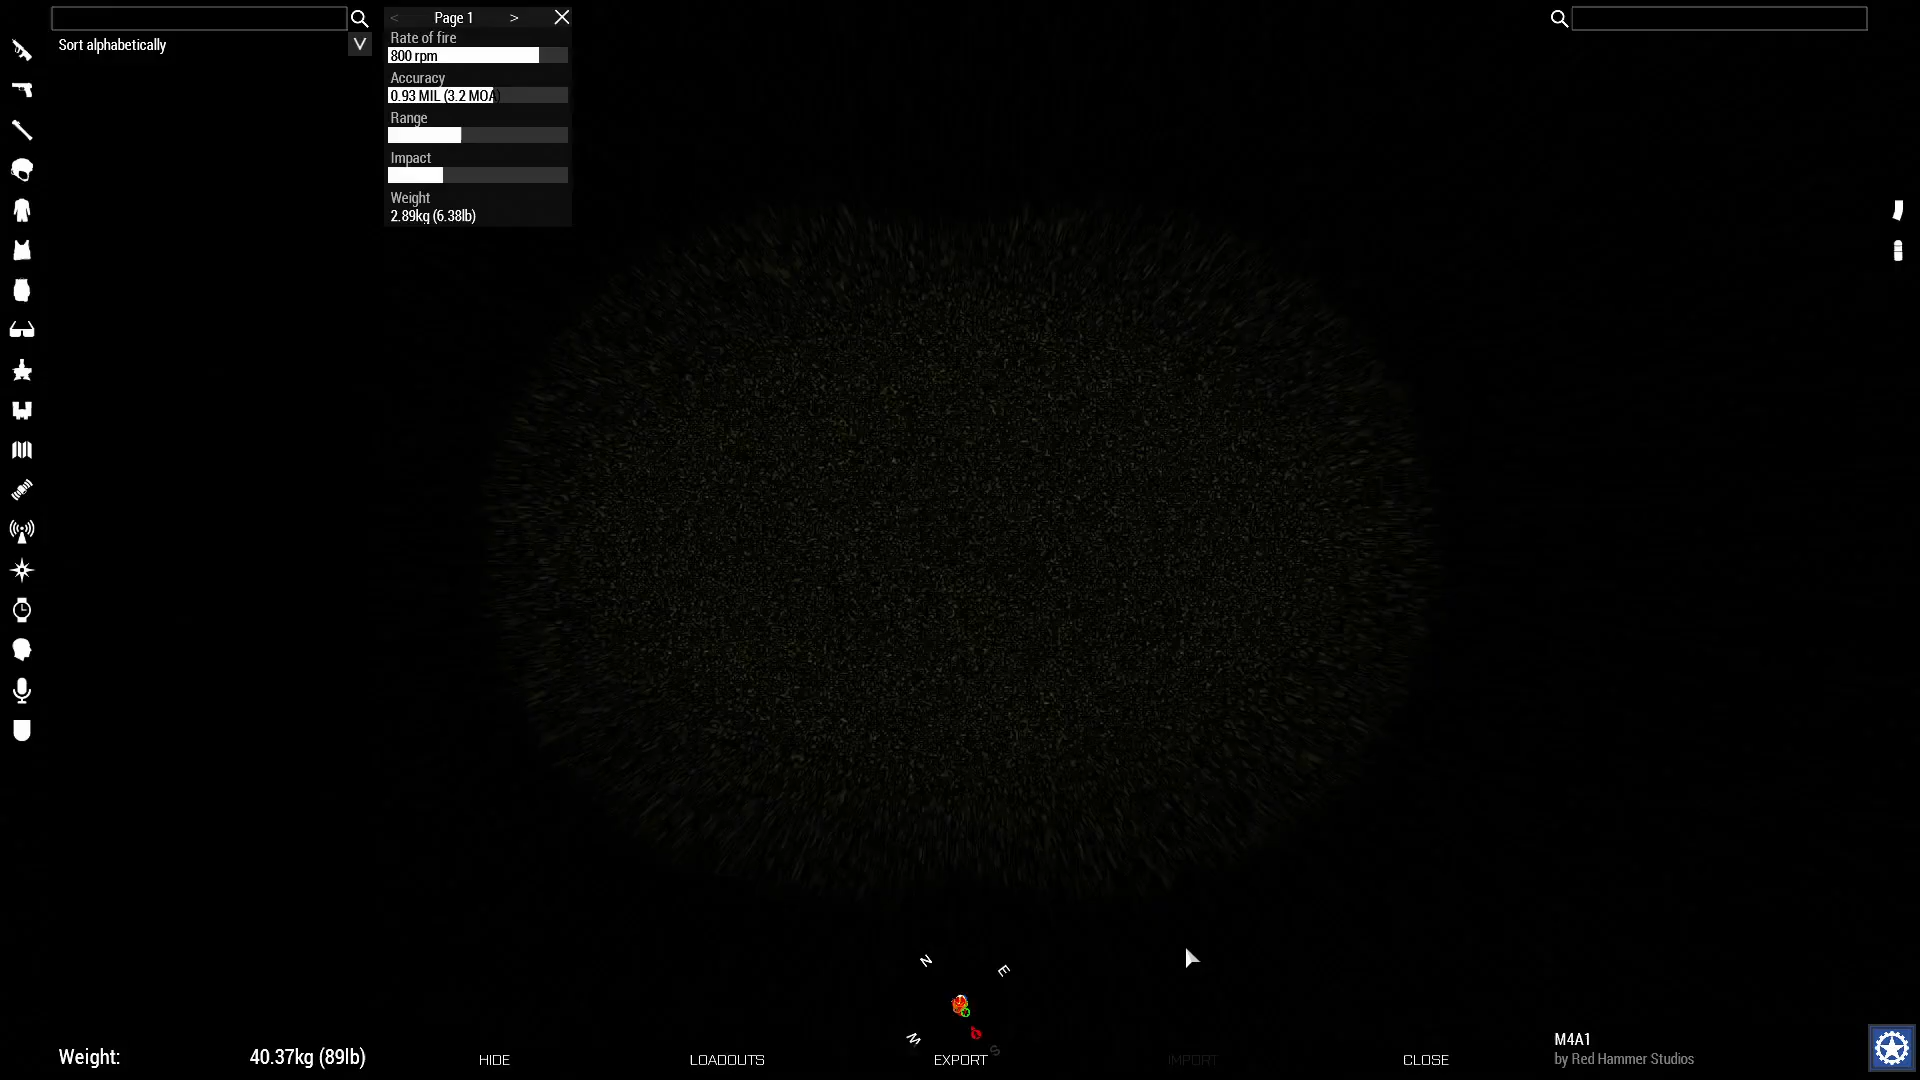 Sort alphabetically
V
< Page 1 >
Rate of fire
800 rpm
Accuracy
0.93 MIL (3.2 MOA)
Range
Impact
Weight
2.89kg (6.38lb)
N
E
W
S
Weight: 40.37kg (89lb)
HIDE
LOADOUTS
EXPORT
IMPORT
CLOSE
M4A1
by Red Hammer Studios